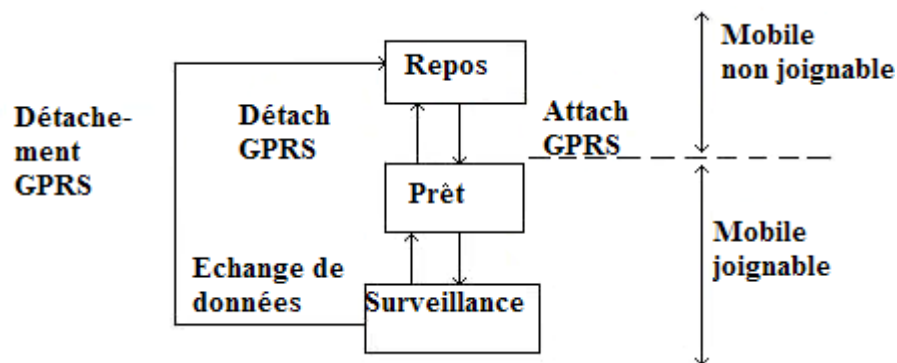 Repos
Mobile
non joignable
Détache-
ment
GPRS
Détach
GPRS
Attach
GPRS
Prêt
Mobile
joignable
Echange de
données
Surveillance